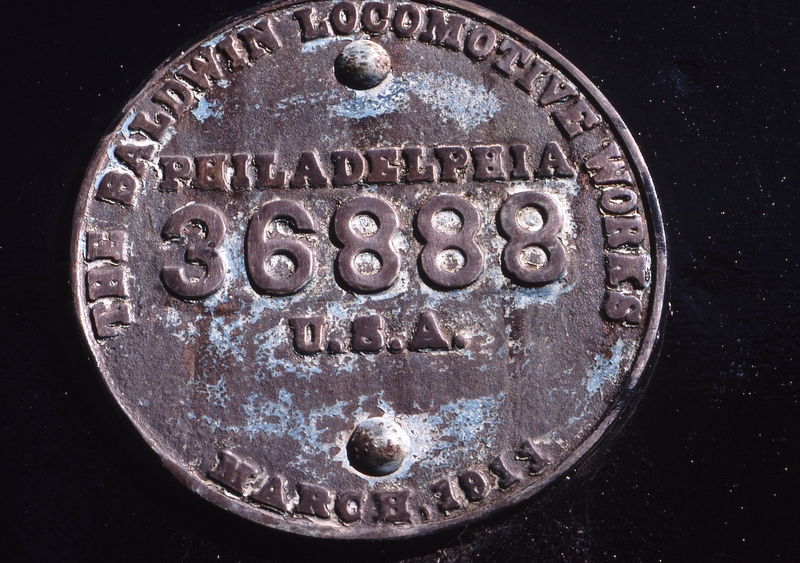 THE BALDWIN LOCOMOTIVE WORKS
PHILADELPHIA
36888
U.S.A.
MARCH, 1911